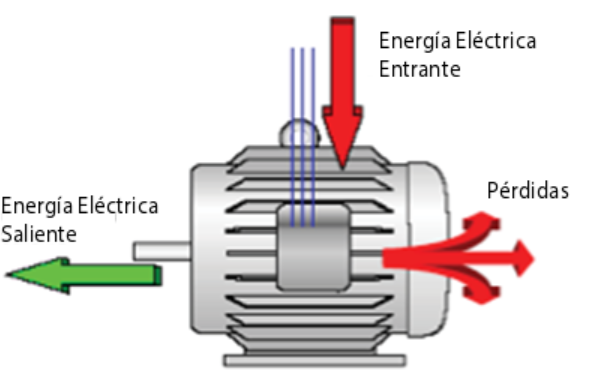 Energía Eléctrica
Entrante
Pérdidas
Energía Eléctrica
Saliente